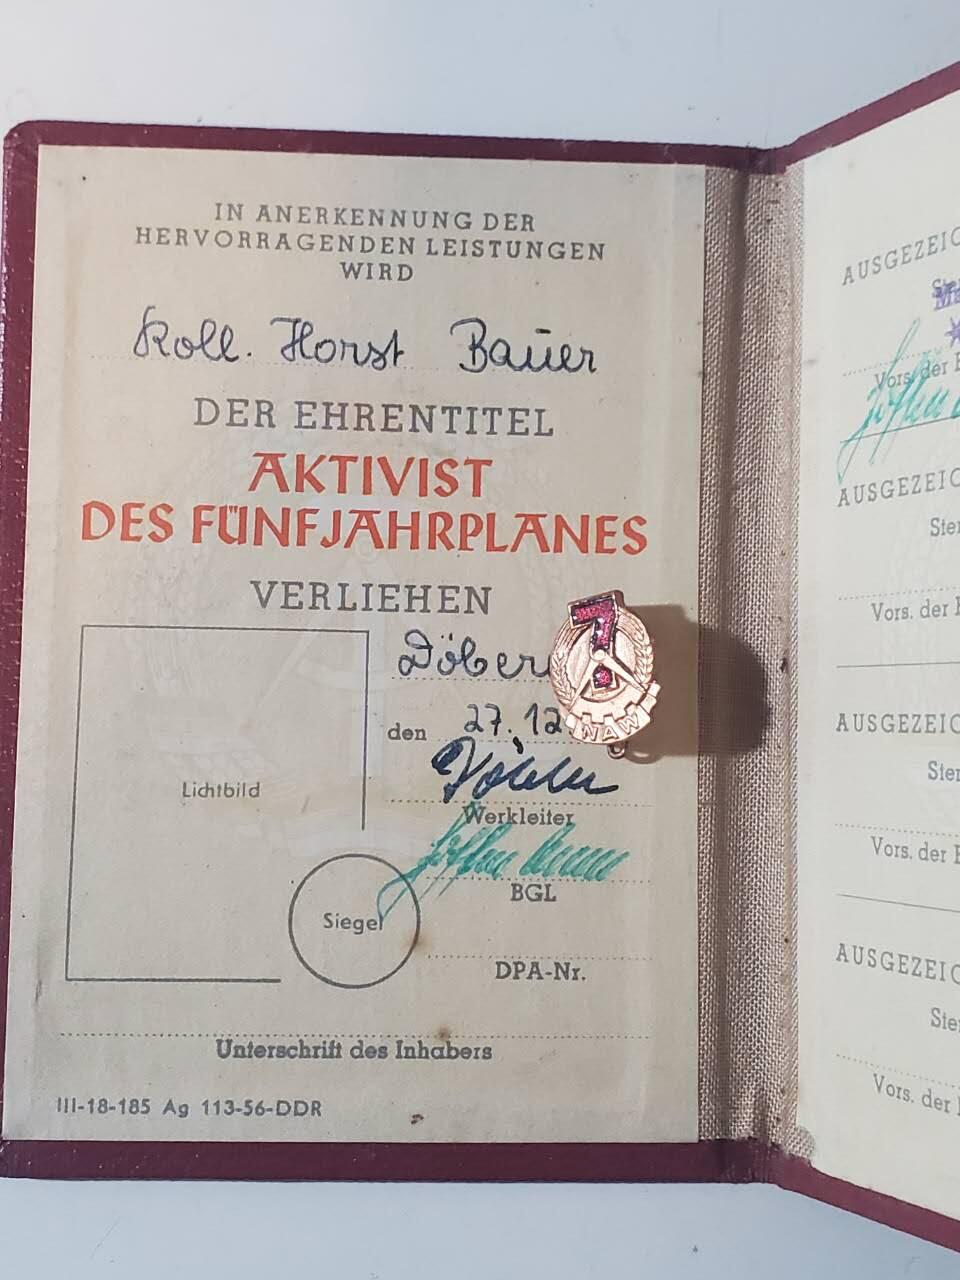 IN ANERKENNUNG DER
HERVORRAGENDEN LEISTUNGEN
WIRD
Koll. Horst Bauer
DER EHRENTITEL
AKTIVIST
DES FÜNFJAHRPLANES
VERLIEHEN
Döber
den 27.12
Lichtbild
Werkleiter
BGL
Siegel
DPA-Nr.
Unterschrift des Inhabers
III-18-185 Ag 113-56-DDR
7
NAW
AUSGEZEIC
Vors. der B
AUSGEZEIC
Ster
Vors. der B
AUSGEZEIC
Ster
Vors. der B
AUSGEZEIC
Ster
Vors. der B